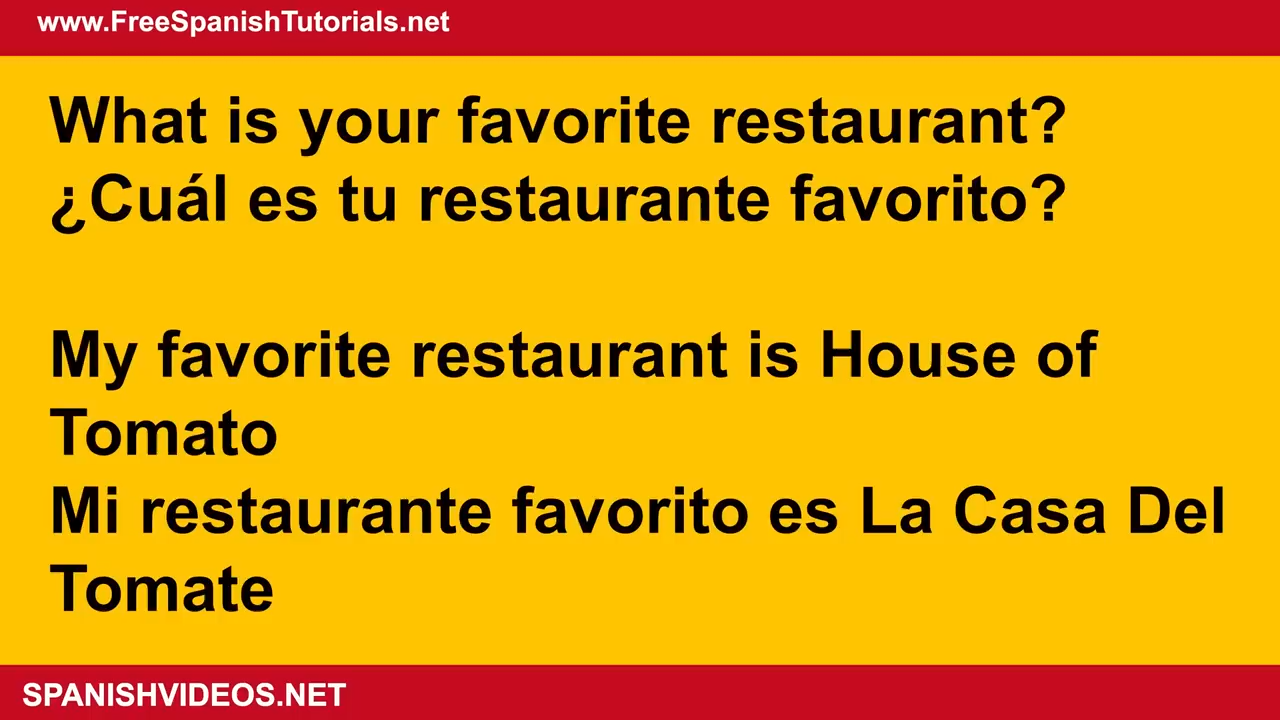 www.FreeSpanishTutorials.net
What is your favorite restaurant?
¿Cuál es tu restaurante favorito?
My favorite restaurant is House of
Tomato
Mi restaurante favorito es La Casa Del
Tomate
SPANISHVIDEOS.NET